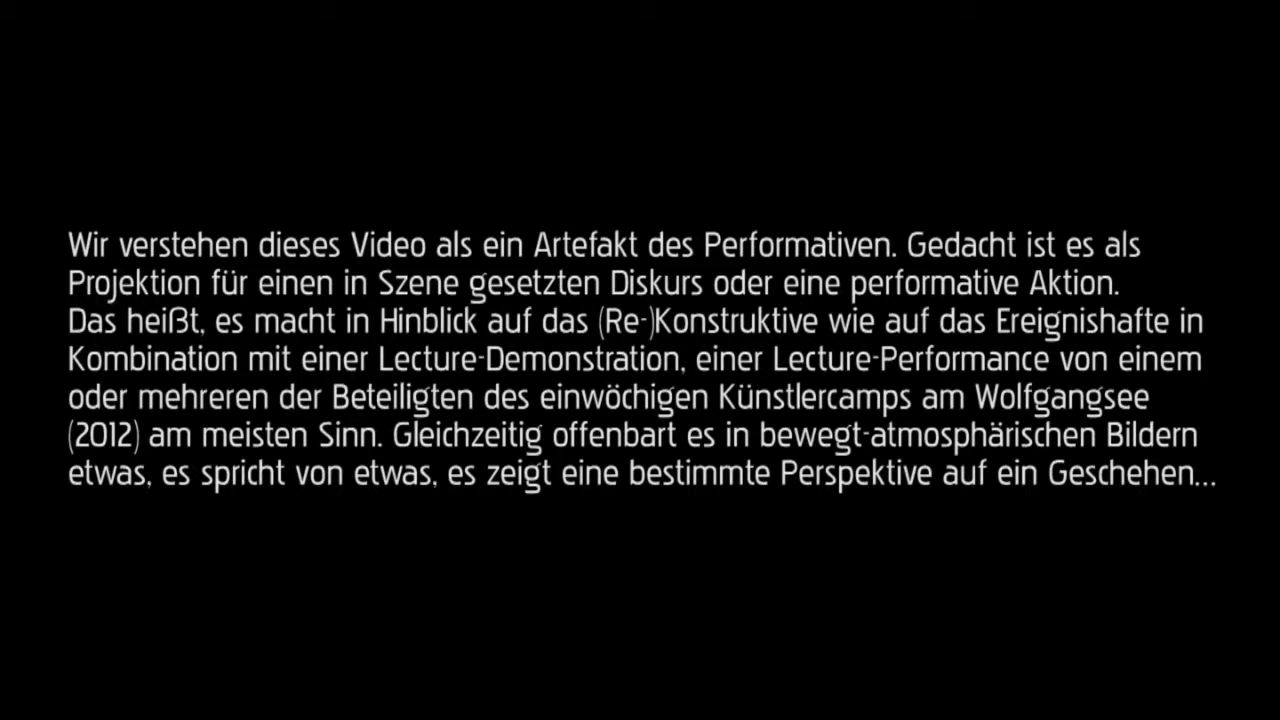 Wir verstehen dieses Video als ein Artefakt des Performativen. Gedacht ist es als
Projektion für einen in Szene gesetzten Diskurs oder eine performative Aktion.
Das heißt, es macht in Hinblick auf das (Re-)Konstruktive wie auf das Ereignishafte in
Kombination mit einer Lecture-Demonstration, einer Lecture-Performance von einem
oder mehreren der Beteiligten des einwöchigen Künstlercamps am Wolfgangsee
(2012) am meisten Sinn. Gleichzeitig offenbart es in bewegt-atmosphärischen Bildern
etwas, es spricht von etwas, es zeigt eine bestimmte Perspektive auf ein Geschehen...